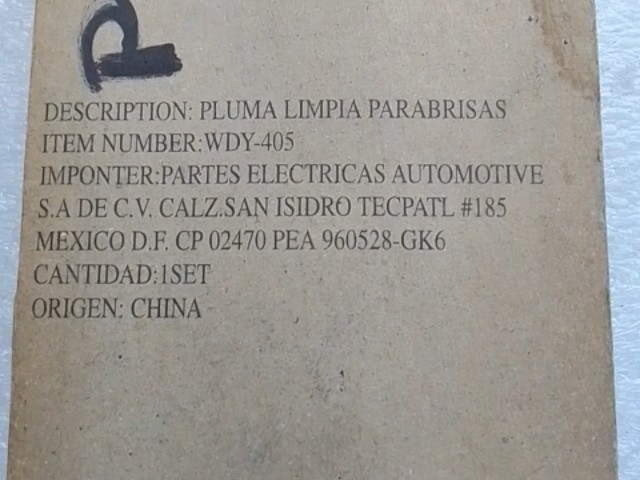 P
DESCRIPTION: PLUMA LIMPIA PARABRISAS
ITEM NUMBER:WDY-405
IMPONTER:PARTES ELECTRICAS AUTOMOTIVE
S.A DE C.V. CALZ.SAN ISIDRO TECPATL #185
MEXICO D.F. CP 02470 PEA 960528-GK6
CANTIDAD:1SET
ORIGEN: CHINA